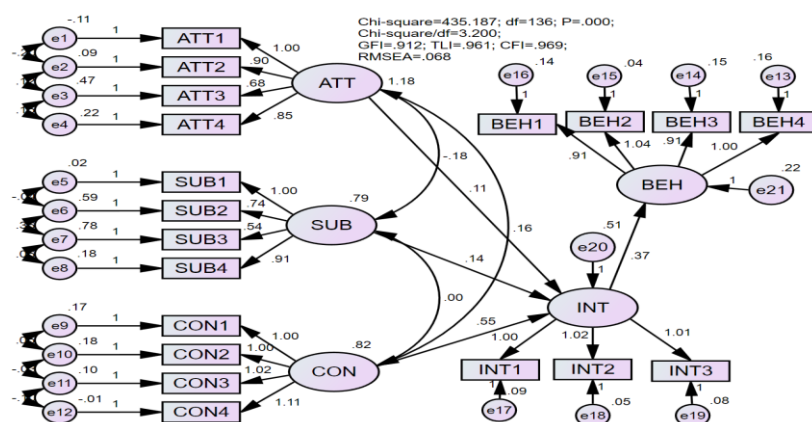 Chi-square=435.187; df=136; P=.000;
Chi-square/df=3.200;
GFI=.912; TLI=.961; CFI=.969;
RMSEA=.068
-.11
e1 1 ATT1 1.00
.09
e2 1 ATT2 .90
.47
e3 1 ATT3 .68
.22
e4 1 ATT4 .85
ATT 1.18
.02
e5 1 SUB1 1.00
.59
e6 1 SUB2 .74
.78
e7 1 SUB3 .54
.18
e8 1 SUB4 .91
SUB .79
.17
e9 1 CON1 1.00
.18
e10 1 CON2 1.00
.10
e11 1 CON3 1.02
-.01
e12 1 CON4 1.11
CON .82
-.18
.11
.16
.14
.00
.55
e16 .14 e15 .04 e14 .15 e13 .16
1 1 1 1
BEH1 BEH2 BEH3 BEH4
.91 1.04 .91 1.00
BEH 1 e21 .22
.37
.51
e20
1
INT
1.00 1.02 1.01
INT1 INT2 INT3
1 1 1
.09 .05 .08
e17 e18 e19